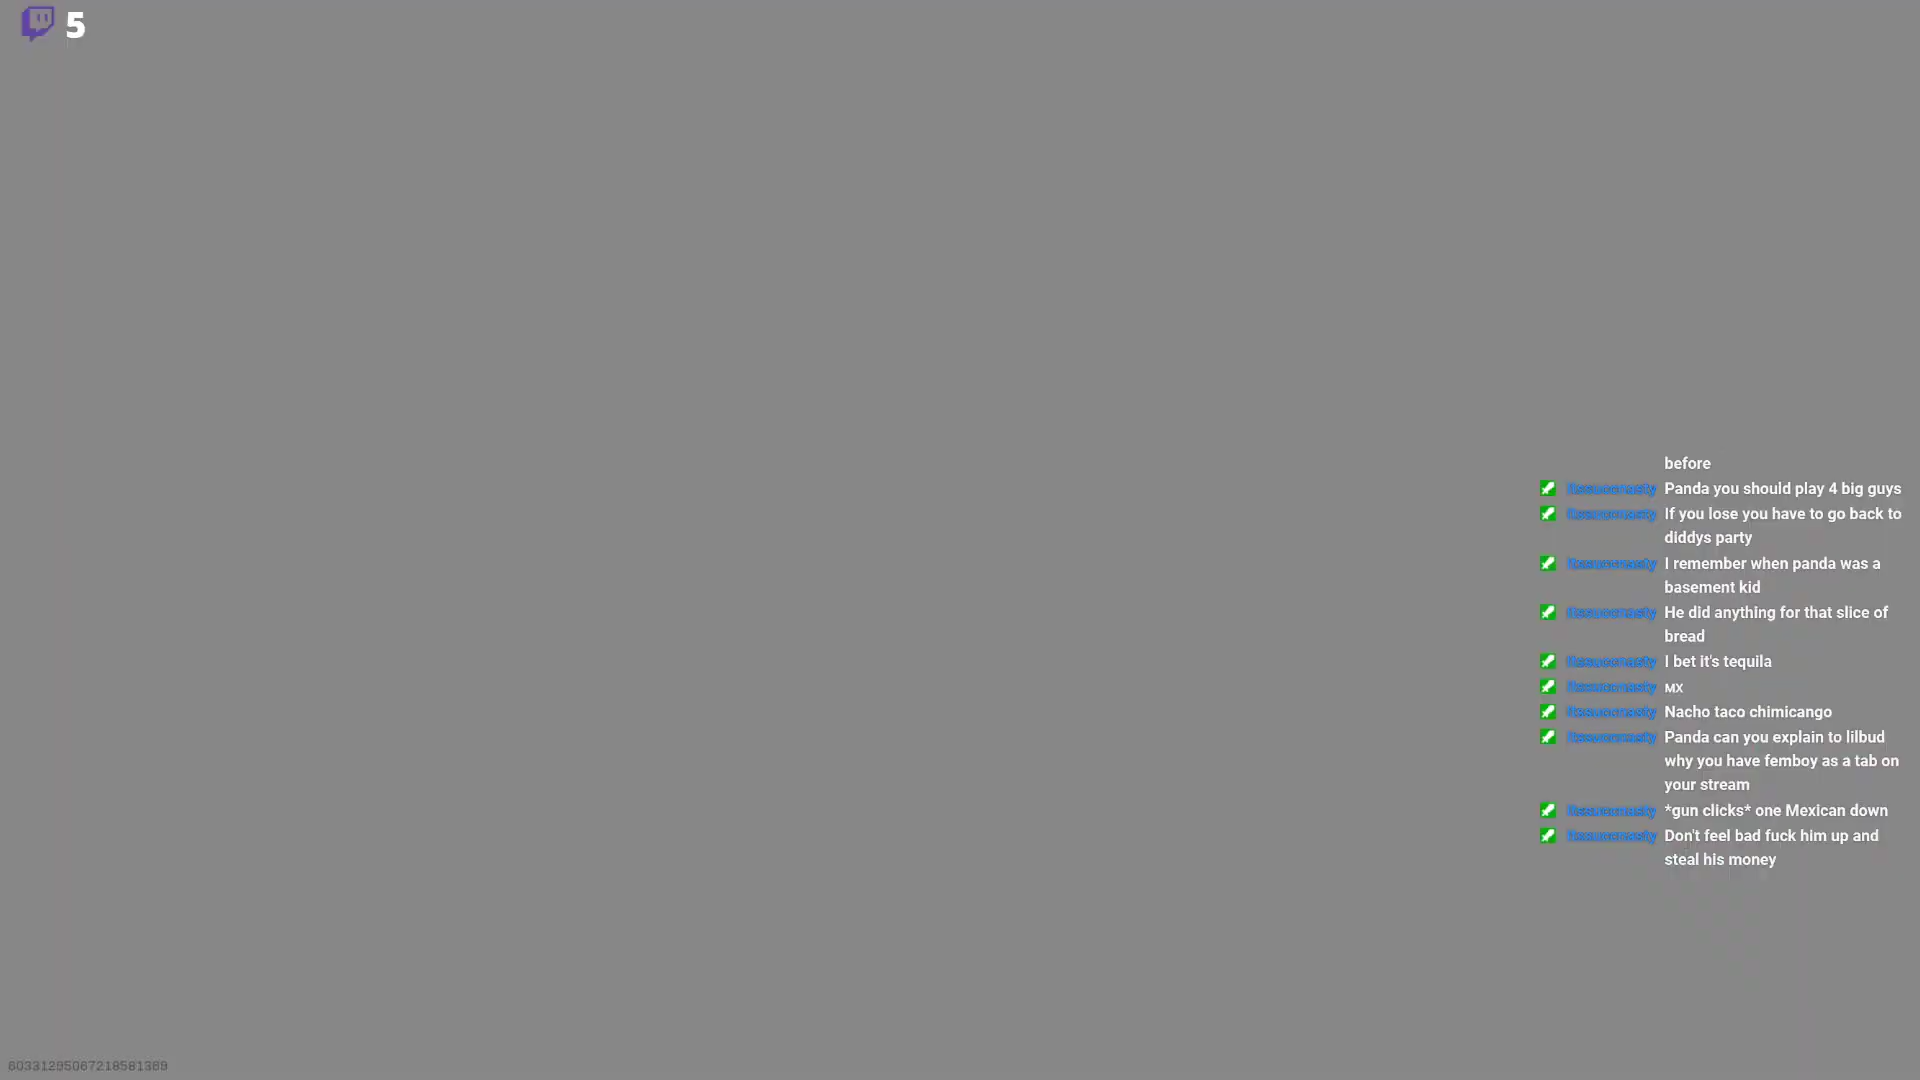 5
before
Panda you should play 4 big guys
If you lose you have to go back to
diddys party
I remember when panda was a
basement kid
He did anything for that slice of
bread
I bet it's tequila
MX
Nacho taco chimicango
Panda can you explain to lilbud
why you have femboy as a tab on
your stream
*gun clicks* one Mexican down
Don't feel bad fuck him up and
steal his money